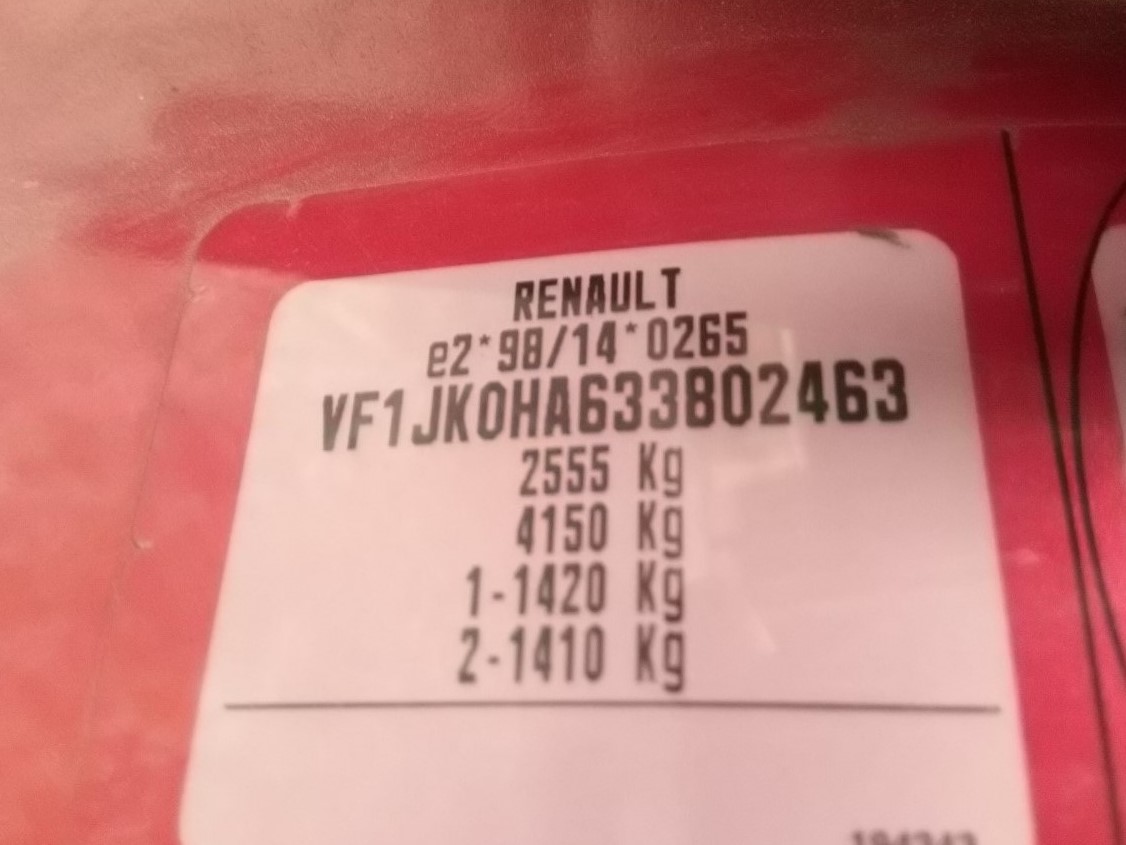 RENAULT
e2*98/14*0265
VF1JK0HA633802463
2555 Kg
4150 Kg
1-1420 Kg
2-1410 Kg